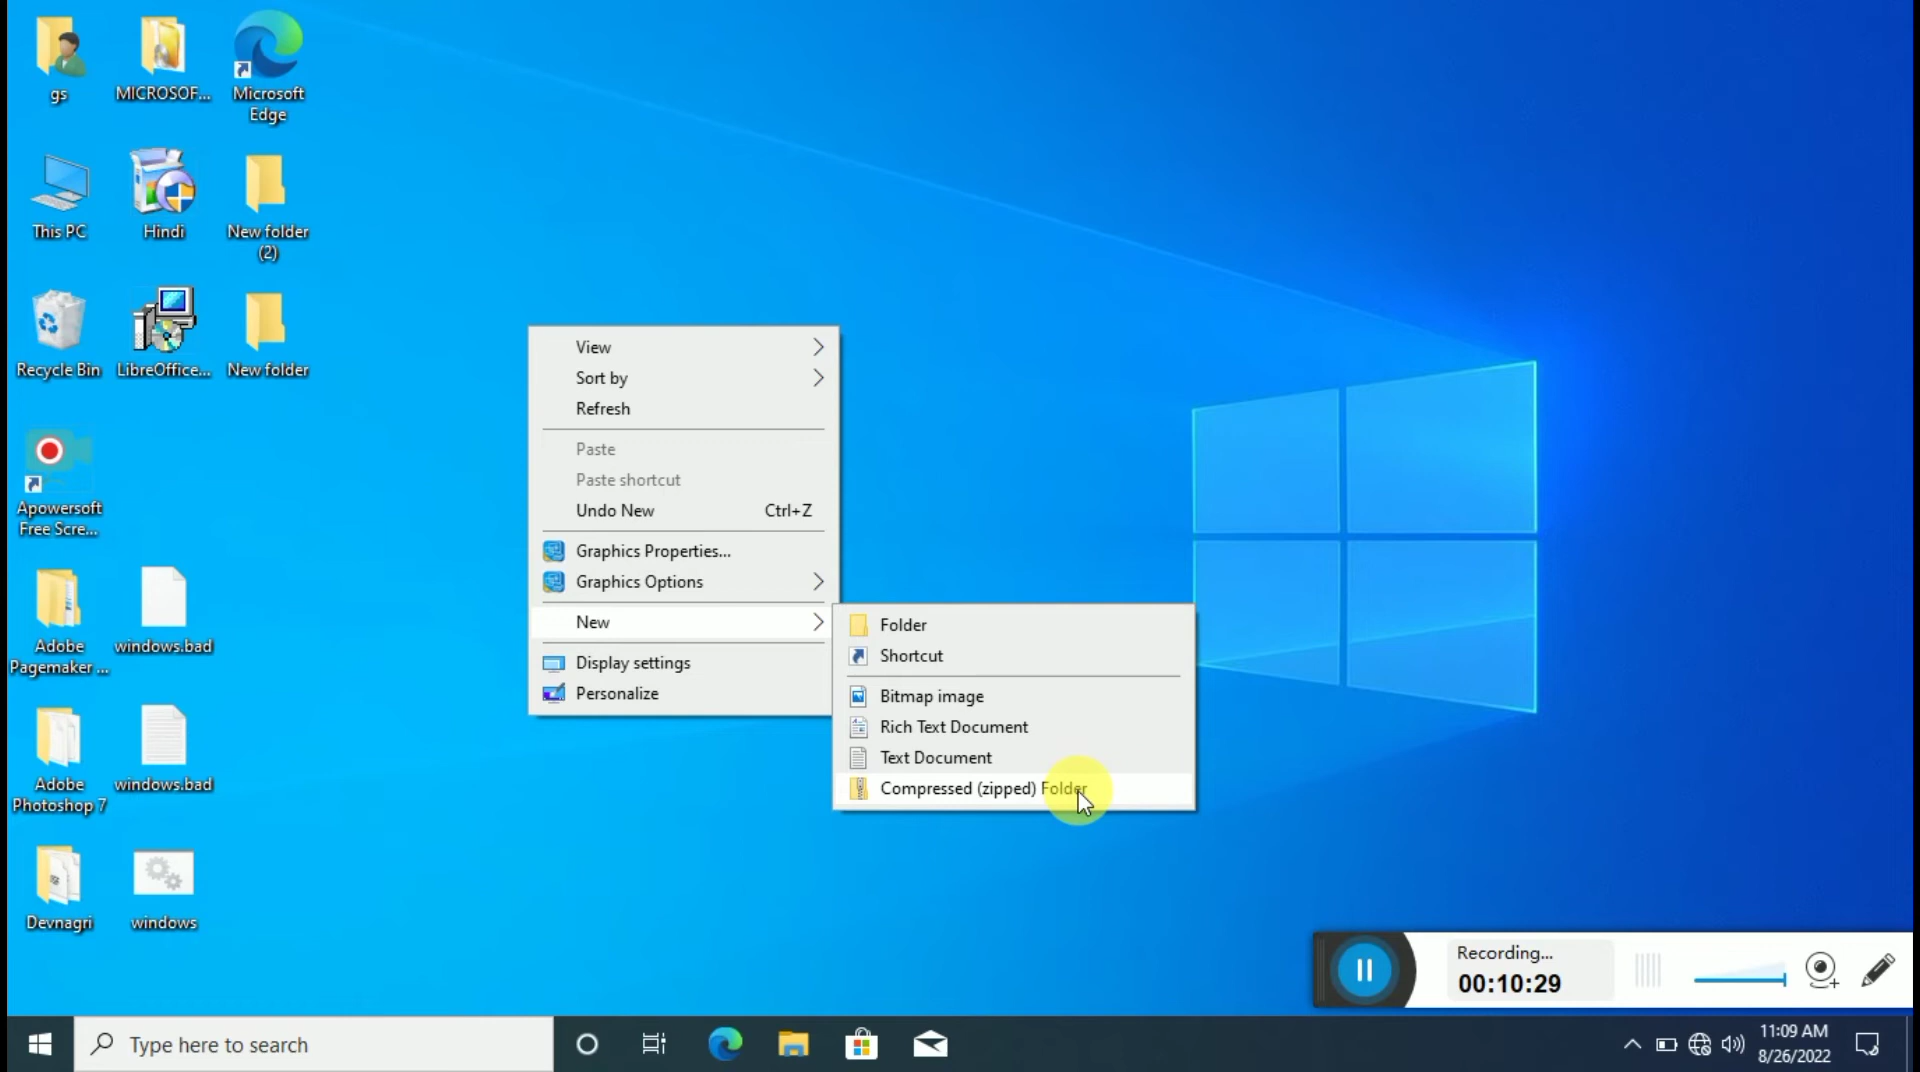 gs
MICROSOF...
Microsoft
Edge
This PC
Hindi
New folder
(2)
Recycle Bin
LibreOffice...
New folder
Apowersoft
Free Scre...
Adobe
Pagemaker ...
windows.bad
Adobe
Photoshop 7
windows.bad
Devnagri
windows
View
Sort by
Refresh
Paste
Paste shortcut
Undo New Ctrl+Z
Graphics Properties...
Graphics Options
New
Display settings
Personalize
Folder
Shortcut
Bitmap image
Rich Text Document
Text Document
Compressed (zipped) Folder
Recording...
00:10:29
Type here to search
11:09 AM
8/26/2022